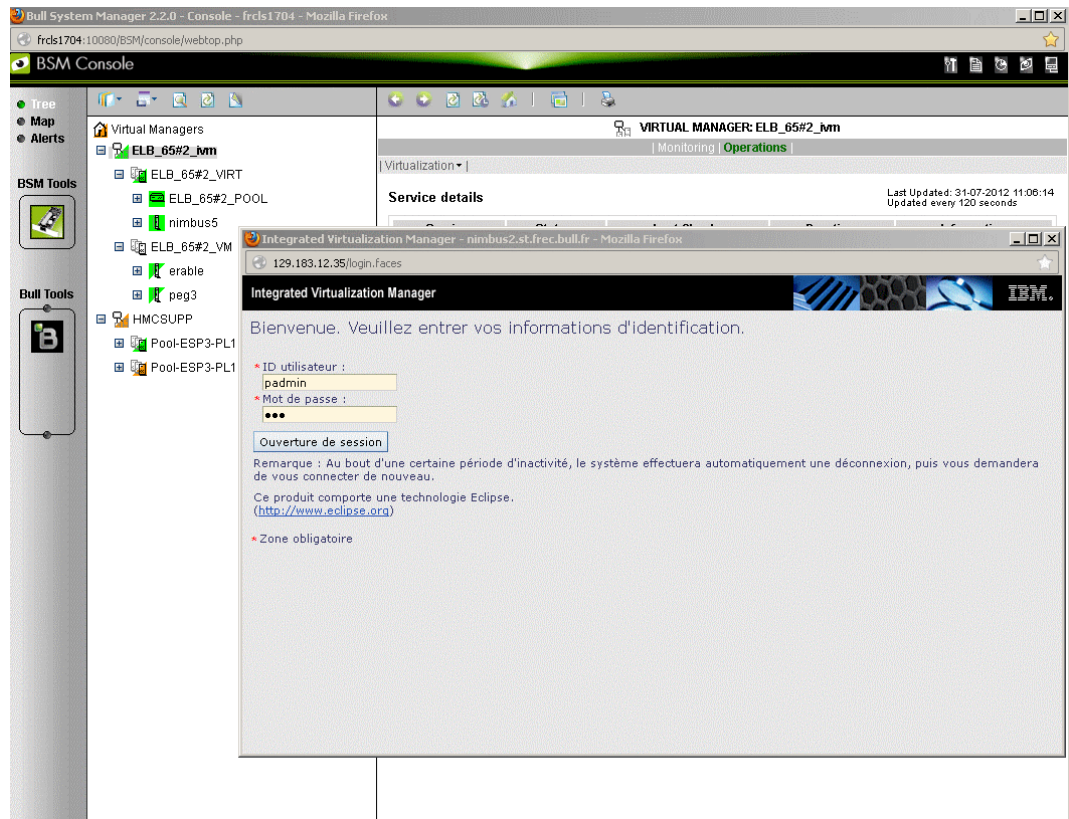 Bull System Manager 2.2.0 - Console - frcls1704 - Mozilla Firefox
frcls1704:10080/BSM/console/webtop.php
BSM Console
Tree
Map
Alerts
BSM Tools
Bull Tools
B
Virtual Managers
ELB_65#2_ivm
ELB_65#2_VIRT
ELB_65#2_POOL
nimbus5
ELB_65#2_VM
erable
peg3
HMCSUPP
Pool-ESP3-PL1
Pool-ESP3-PL1
VIRTUAL MANAGER: ELB_65#2_ivm
| Monitoring | Operations |
| Virtualization |
Service details
Last Updated: 31-07-2012 11:06:14
Updated every 120 seconds
Integrated Virtualization Manager - nimbus2.st.frec.bull.fr - Mozilla Firefox
129.183.12.35/login.faces
Integrated Virtualization Manager
IBM.
Bienvenue. Veuillez entrer vos informations d'identification.
* ID utilisateur :
padmin
* Mot de passe :
•••
Ouverture de session
Remarque : Au bout d'une certaine période d'inactivité, le système effectuera automatiquement une déconnexion, puis vous demandera
de vous connecter de nouveau.
Ce produit comporte une technologie Eclipse.
(http://www.eclipse.org)
* Zone obligatoire